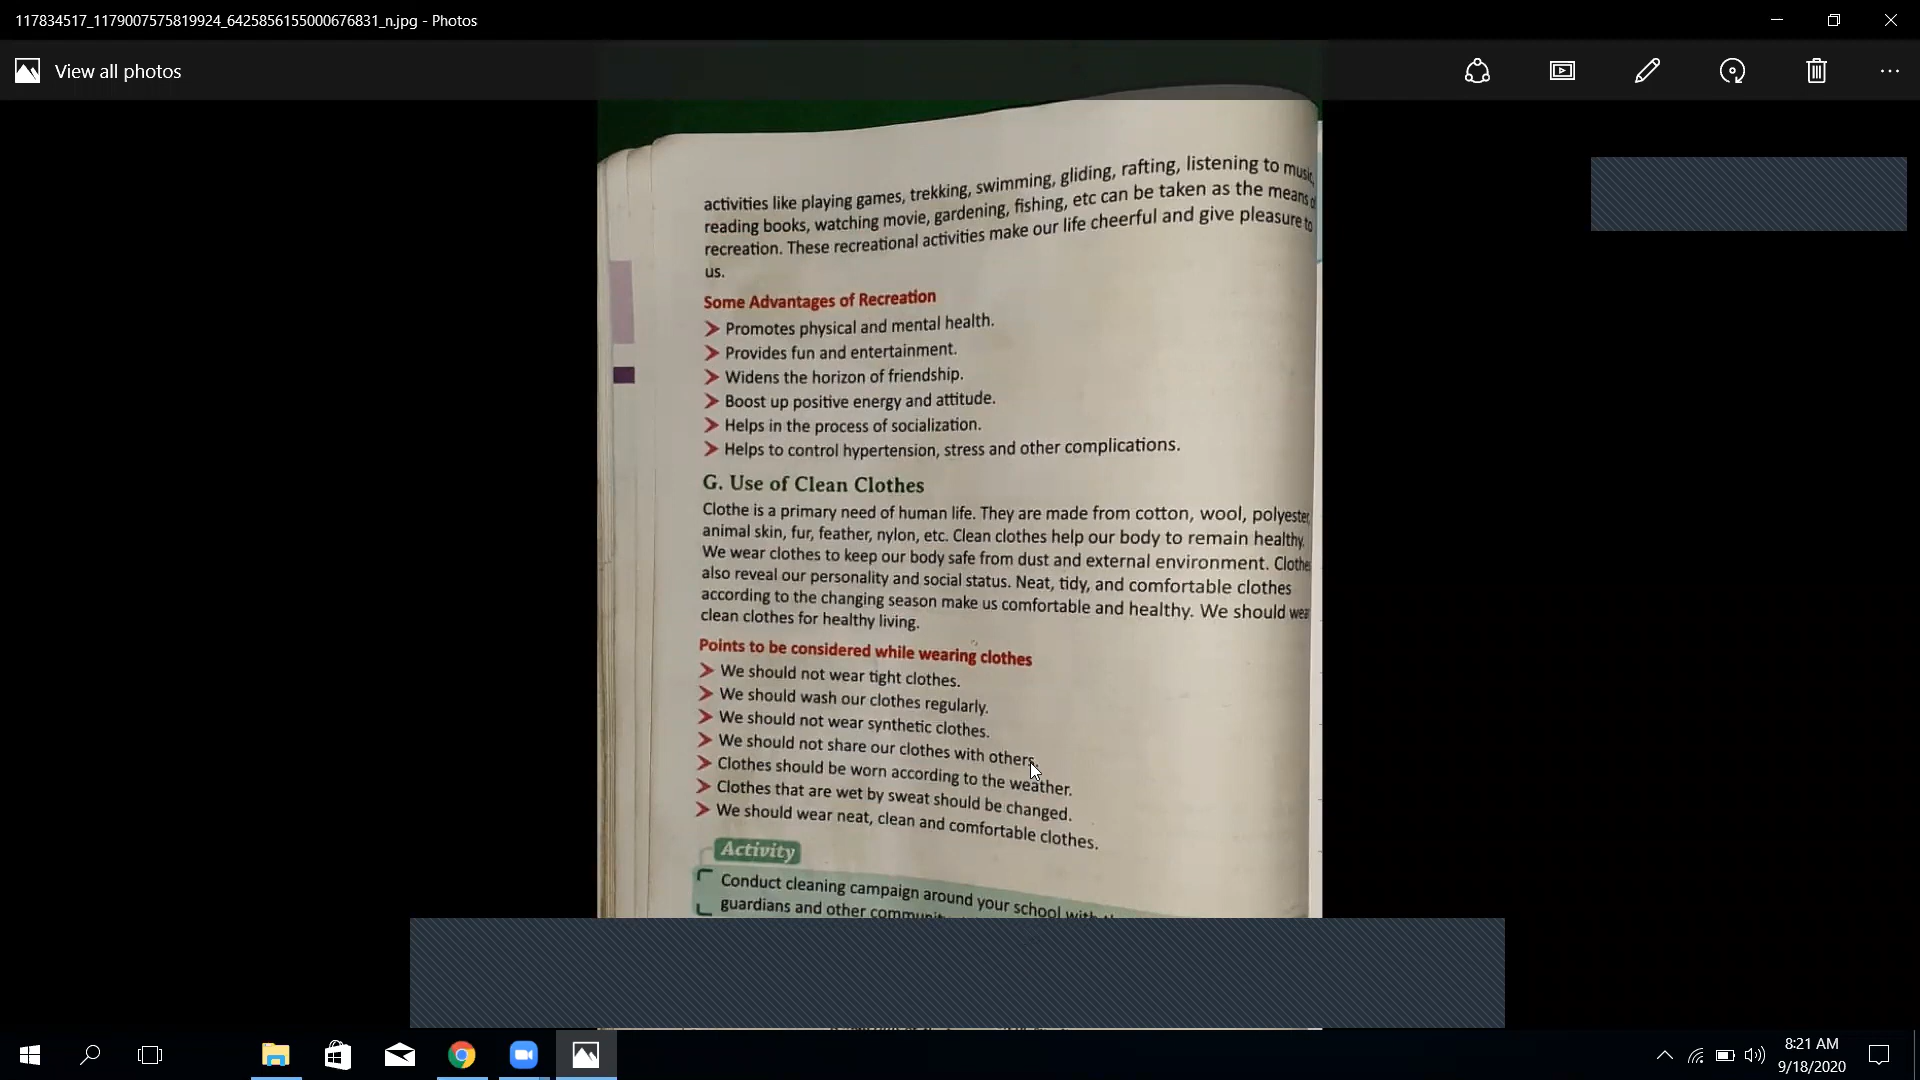 117834517_1179007575819924_6425856155000676831_n.jpg - Photos
View all photos
activities like playing games, trekking, swimming, gliding, rafting, listening to music,
reading books, watching movie, gardening, fishing, etc can be taken as the means
recreation. These recreational activities make our life cheerful and give pleasure to
us.
Some Advantages of Recreation
Promotes physical and mental health.
Provides fun and entertainment.
Widens the horizon of friendship.
Boost up positive energy and attitude.
Helps in the process of socialization.
Helps to control hypertension, stress and other complications.
G. Use of Clean Clothes
Clothe is a primary need of human life. They are made from cotton, wool, polyester,
animal skin, fur, feather, nylon, etc. Clean clothes help our body to remain healthy.
We wear clothes to keep our body safe from dust and external environment. Clothes
also reveal our personality and social status. Neat, tidy, and comfortable clothes
according to the changing season make us comfortable and healthy. We should wear
clean clothes for healthy living.
Points to be considered while wearing clothes
We should not wear tight clothes.
We should wash our clothes regularly.
We should not wear synthetic clothes.
We should not share our clothes with others.
Clothes should be worn according to the weather.
Clothes that are wet by sweat should be changed.
We should wear neat, clean and comfortable clothes.
Activity
Conduct cleaning campaign around your school with
guardians and other
8:21 AM
9/18/2020